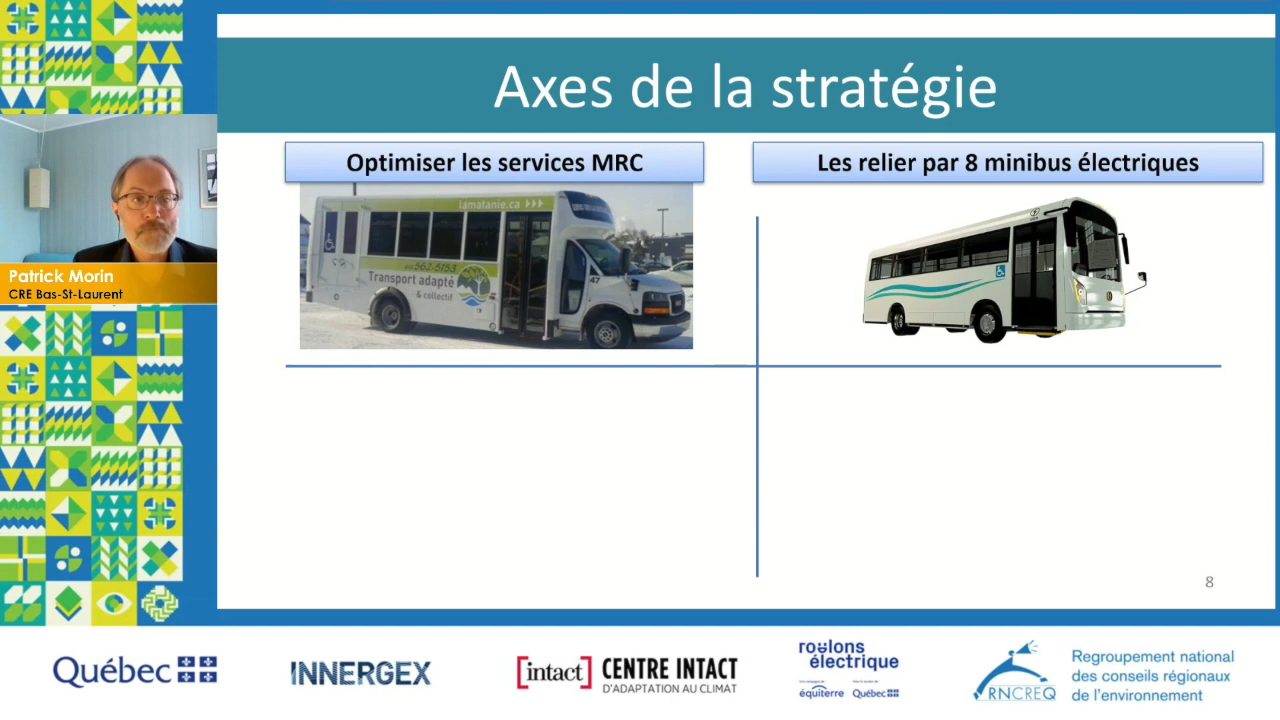 Axes de la stratégie
Optimiser les services MRC
Les relier par 8 minibus électriques
lamatanie.ca
562-5153
Transport adapté
& collectif
47
Patrick Morin
CRE Bas-St-Laurent
8
Québec
INNERGEX
[intact] CENTRE INTACT
D'ADAPTATION AU CLIMAT
roulons
électrique
équiterre
Québec
RNCREQ
Regroupement national
des conseils régionaux
de l'environnement